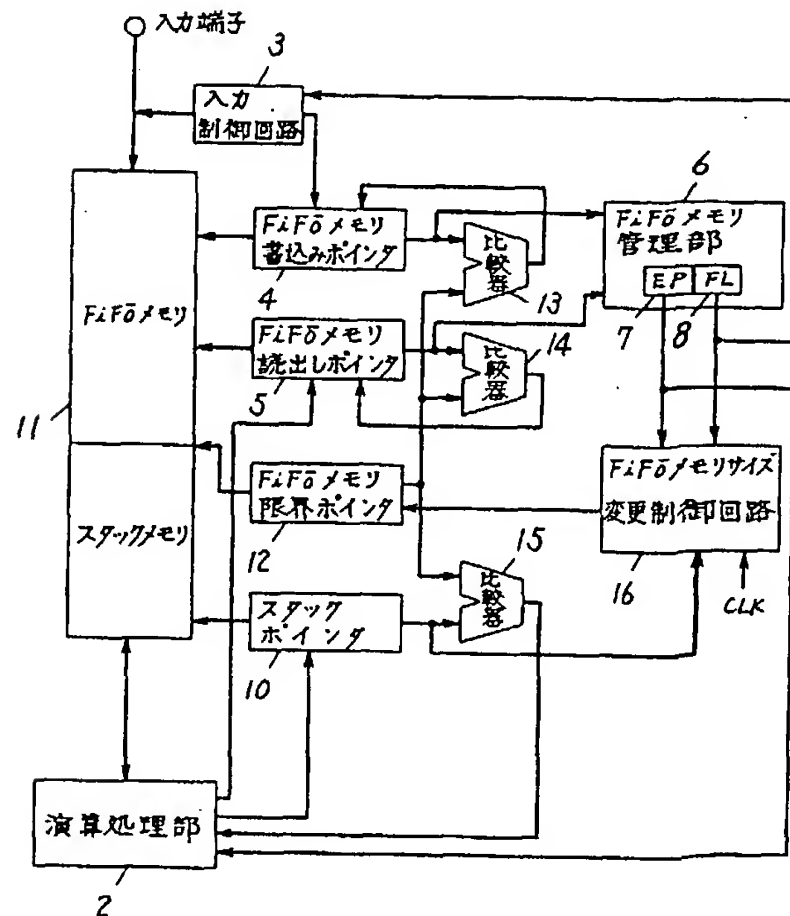 入力端子
3
入力
制御回路
6
FiFoメモリ
管理部
EP FL
7
8
FiFoメモリ
書込みポインタ
4
比較器
13
FiFoメモリ
FiFoメモリ
読出しポインタ
5
比較器
14
11
FiFoメモリ
限界ポインタ
12
FiFoメモリサイズ
変更制御回路
16
CLK
スタックメモリ
比較器
15
スタック
ポインタ
10
演算処理部
2